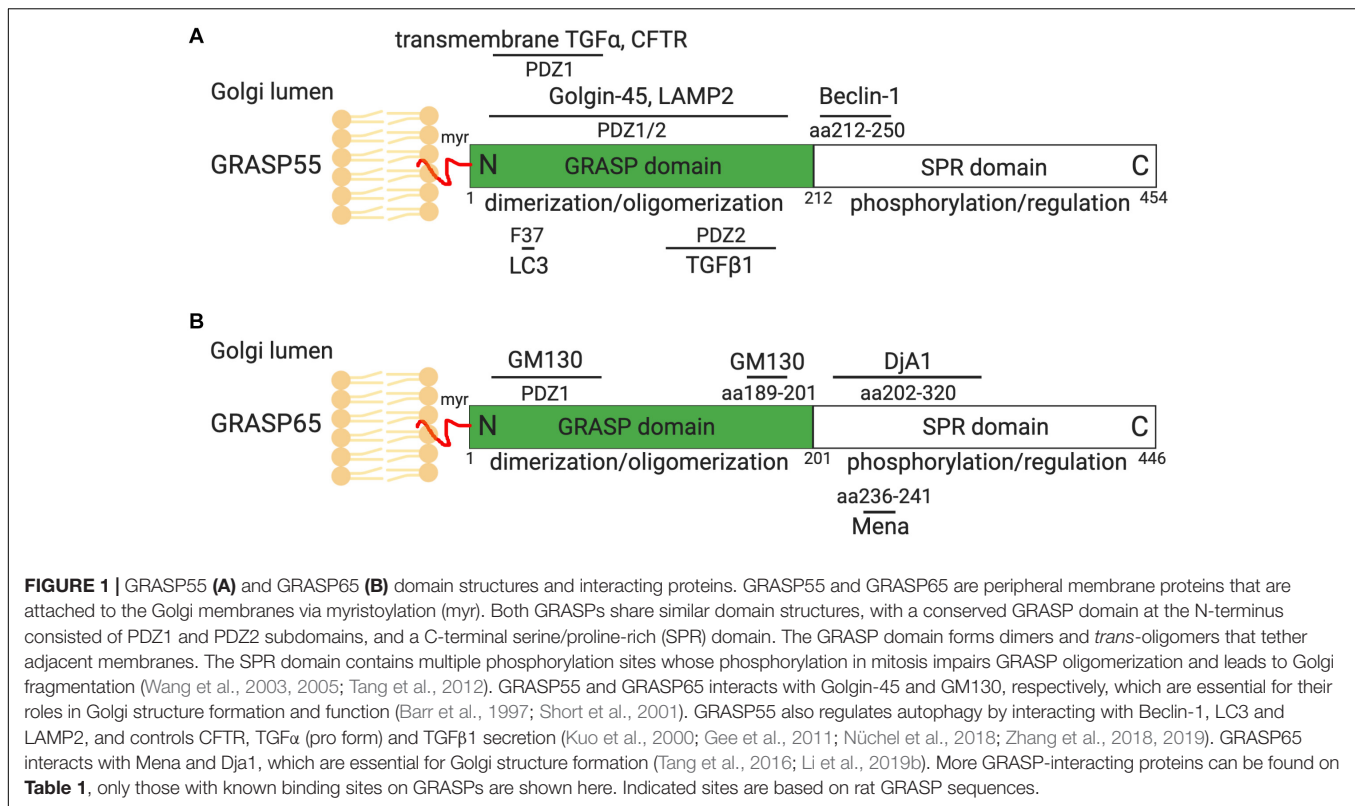 A
transmembrane TGFα, CFTR
PDZ1
Golgi lumen
Golgin-45, LAMP2
Beclin-1
PDZ1/2
aa212-250
myr
GRASP55
N
GRASP domain
SPR domain
C
1
dimerization/oligomerization
212
phosphorylation/regulation
454
F37
LC3
PDZ2
TGFβ1
B
Golgi lumen
GM130
PDZ1
GM130
aa189-201
DjA1
aa202-320
myr
GRASP65
N
GRASP domain
SPR domain
C
1
dimerization/oligomerization
201
phosphorylation/regulation
446
aa236-241
Mena
FIGURE 1 | GRASP55 (A) and GRASP65 (B) domain structures and interacting proteins. GRASP55 and GRASP65 are peripheral membrane proteins that are
attached to the Golgi membranes via myristoylation (myr). Both GRASPs share similar domain structures, with a conserved GRASP domain at the N-terminus
consisted of PDZ1 and PDZ2 subdomains, and a C-terminal serine/proline-rich (SPR) domain. The GRASP domain forms dimers and trans-oligomers that tether
adjacent membranes. The SPR domain contains multiple phosphorylation sites whose phosphorylation in mitosis impairs GRASP oligomerization and leads to Golgi
fragmentation (Wang et al., 2003, 2005; Tang et al., 2012). GRASP55 and GRASP65 interacts with Golgin-45 and GM130, respectively, which are essential for their
roles in Golgi structure formation and function (Barr et al., 1997; Short et al., 2001). GRASP55 also regulates autophagy by interacting with Beclin-1, LC3 and
LAMP2, and controls CFTR, TGFα (pro form) and TGFβ1 secretion (Kuo et al., 2000; Gee et al., 2011; Nüchel et al., 2018; Zhang et al., 2018, 2019). GRASP65
interacts with Mena and Dja1, which are essential for Golgi structure formation (Tang et al., 2016; Li et al., 2019b). More GRASP-interacting proteins can be found on
Table 1, only those with known binding sites on GRASPs are shown here. Indicated sites are based on rat GRASP sequences.